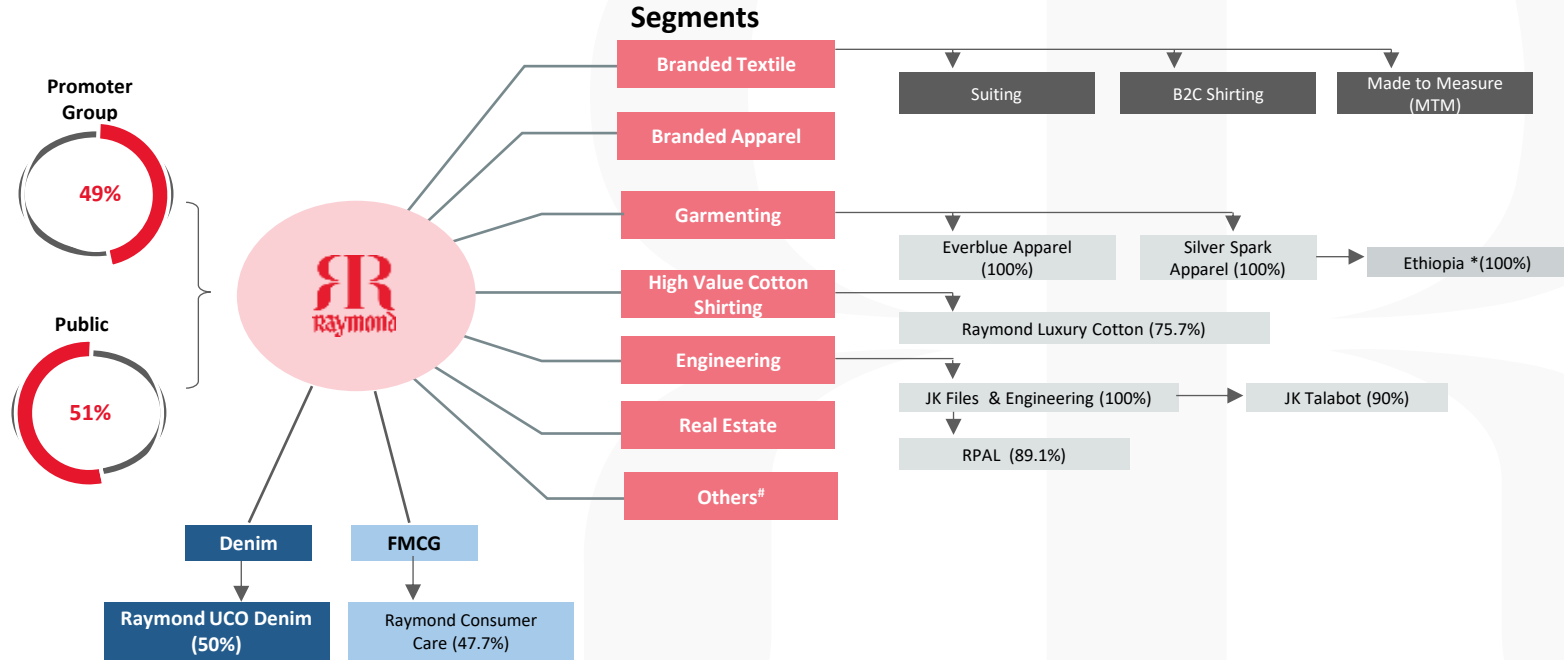 Segments
Promoter
Group
49%
Public
51%
Raymond
Branded Textile
Suiting
B2C Shirting
Made to Measure
(MTM)
Branded Apparel
Garmenting
Everblue Apparel
(100%)
Silver Spark
Apparel (100%)
Ethiopia *(100%)
High Value Cotton
Shirting
Raymond Luxury Cotton (75.7%)
Engineering
JK Files & Engineering (100%)
JK Talabot (90%)
RPAL (89.1%)
Real Estate
Others#
Denim
FMCG
Raymond UCO Denim
(50%)
Raymond Consumer
Care (47.7%)